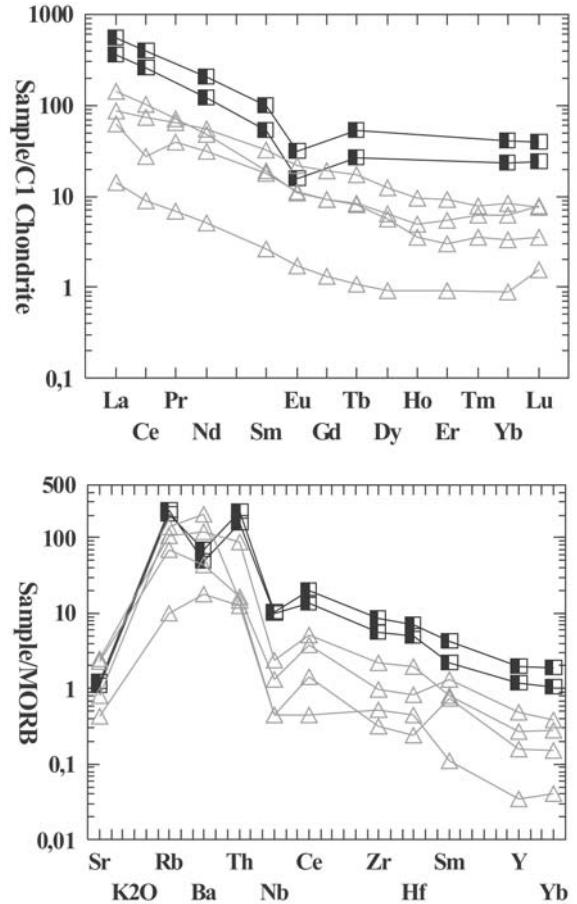 1000
100
10
1
0,1
Sample/C1 Chondrite
La Pr Eu Tb Ho Tm Lu
Ce Nd Sm Gd Dy Er Yb
500
100
10
1
0,1
0,01
Sample/MORB
Sr Rb Th Ce Zr Sm Y
K2O Ba Nb Hf Yb